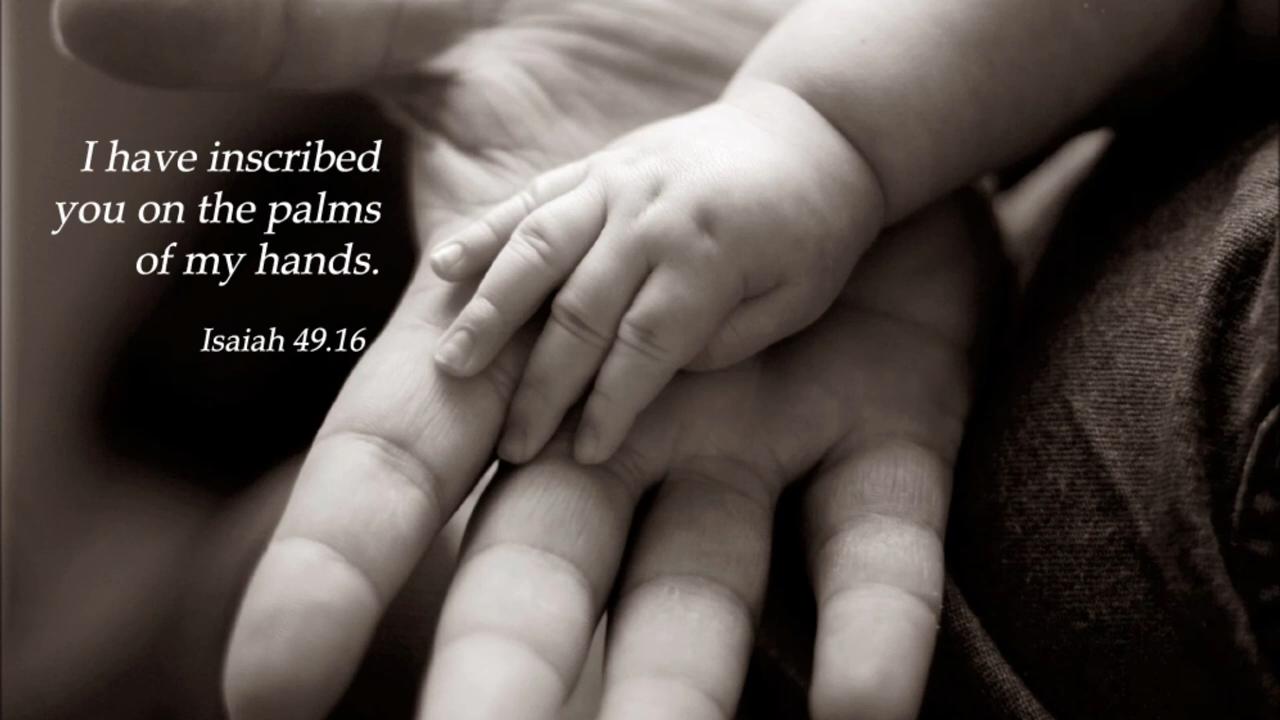 I have inscribed
you on the palms
of my hands.
Isaiah 49.16